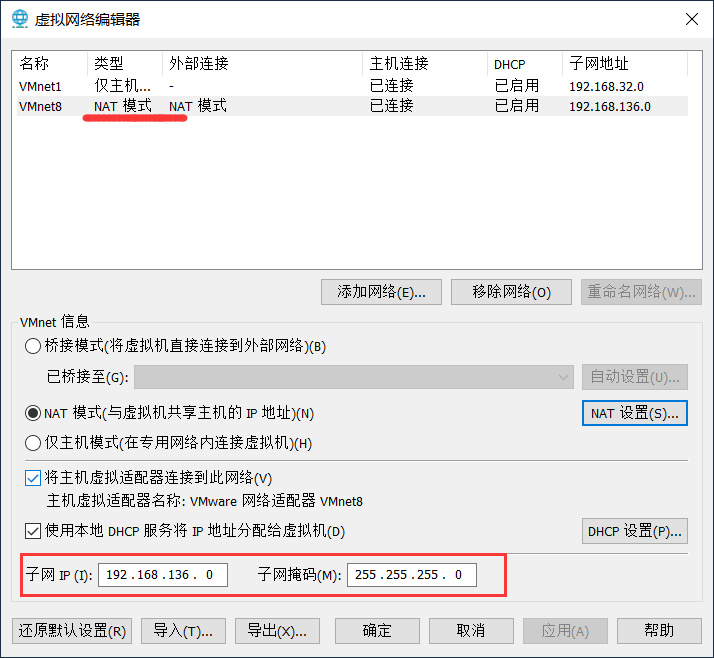 虚拟网络编辑器
名称 类型 外部连接 主机连接 DHCP 子网地址
VMnet1 仅主机... - 已连接 已启用 192.168.32.0
VMnet8 NAT 模式 NAT 模式 已连接 已启用 192.168.136.0
添加网络(E)... 移除网络(O) 重命名网络(W)...
VMnet 信息
桥接模式(将虚拟机直接连接到外部网络)(B)
已桥接至(G): 自动设置(U)...
NAT 模式(与虚拟机共享主机的 IP 地址)(N) NAT 设置(S)...
仅主机模式(在专用网络内连接虚拟机)(H)
将主机虚拟适配器连接到此网络(V)
主机虚拟适配器名称: VMware 网络适配器 VMnet8
使用本地 DHCP 服务将 IP 地址分配给虚拟机(D) DHCP 设置(P)...
子网 IP (I): 192.168.136. 0 子网掩码(M): 255.255.255. 0
还原默认设置(R) 导入(T)... 导出(X)... 确定 取消 应用(A) 帮助